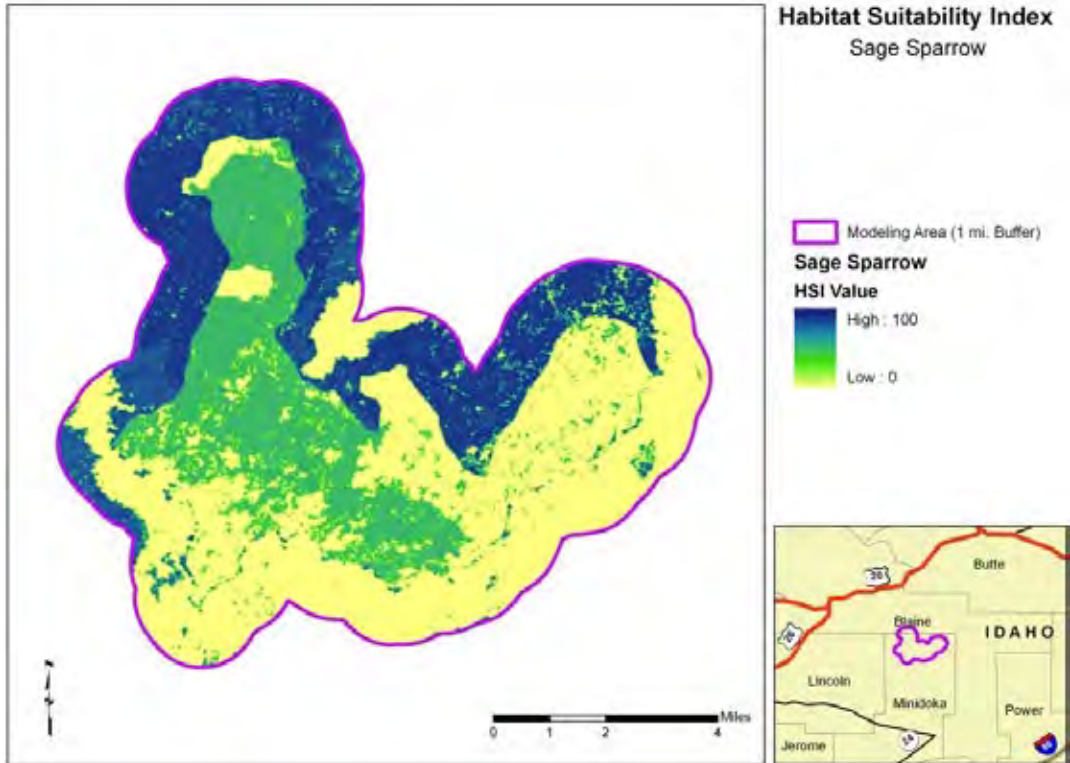 Habitat Suitability Index
Sage Sparrow
Modeling Area (1 mi. Buffer)
Sage Sparrow
HSI Value
High : 100
Low : 0
Miles
0 1 2 4
Butte
20
Blaine
26
IDAHO
Lincoln
Minidoka
Power
24
Jerome